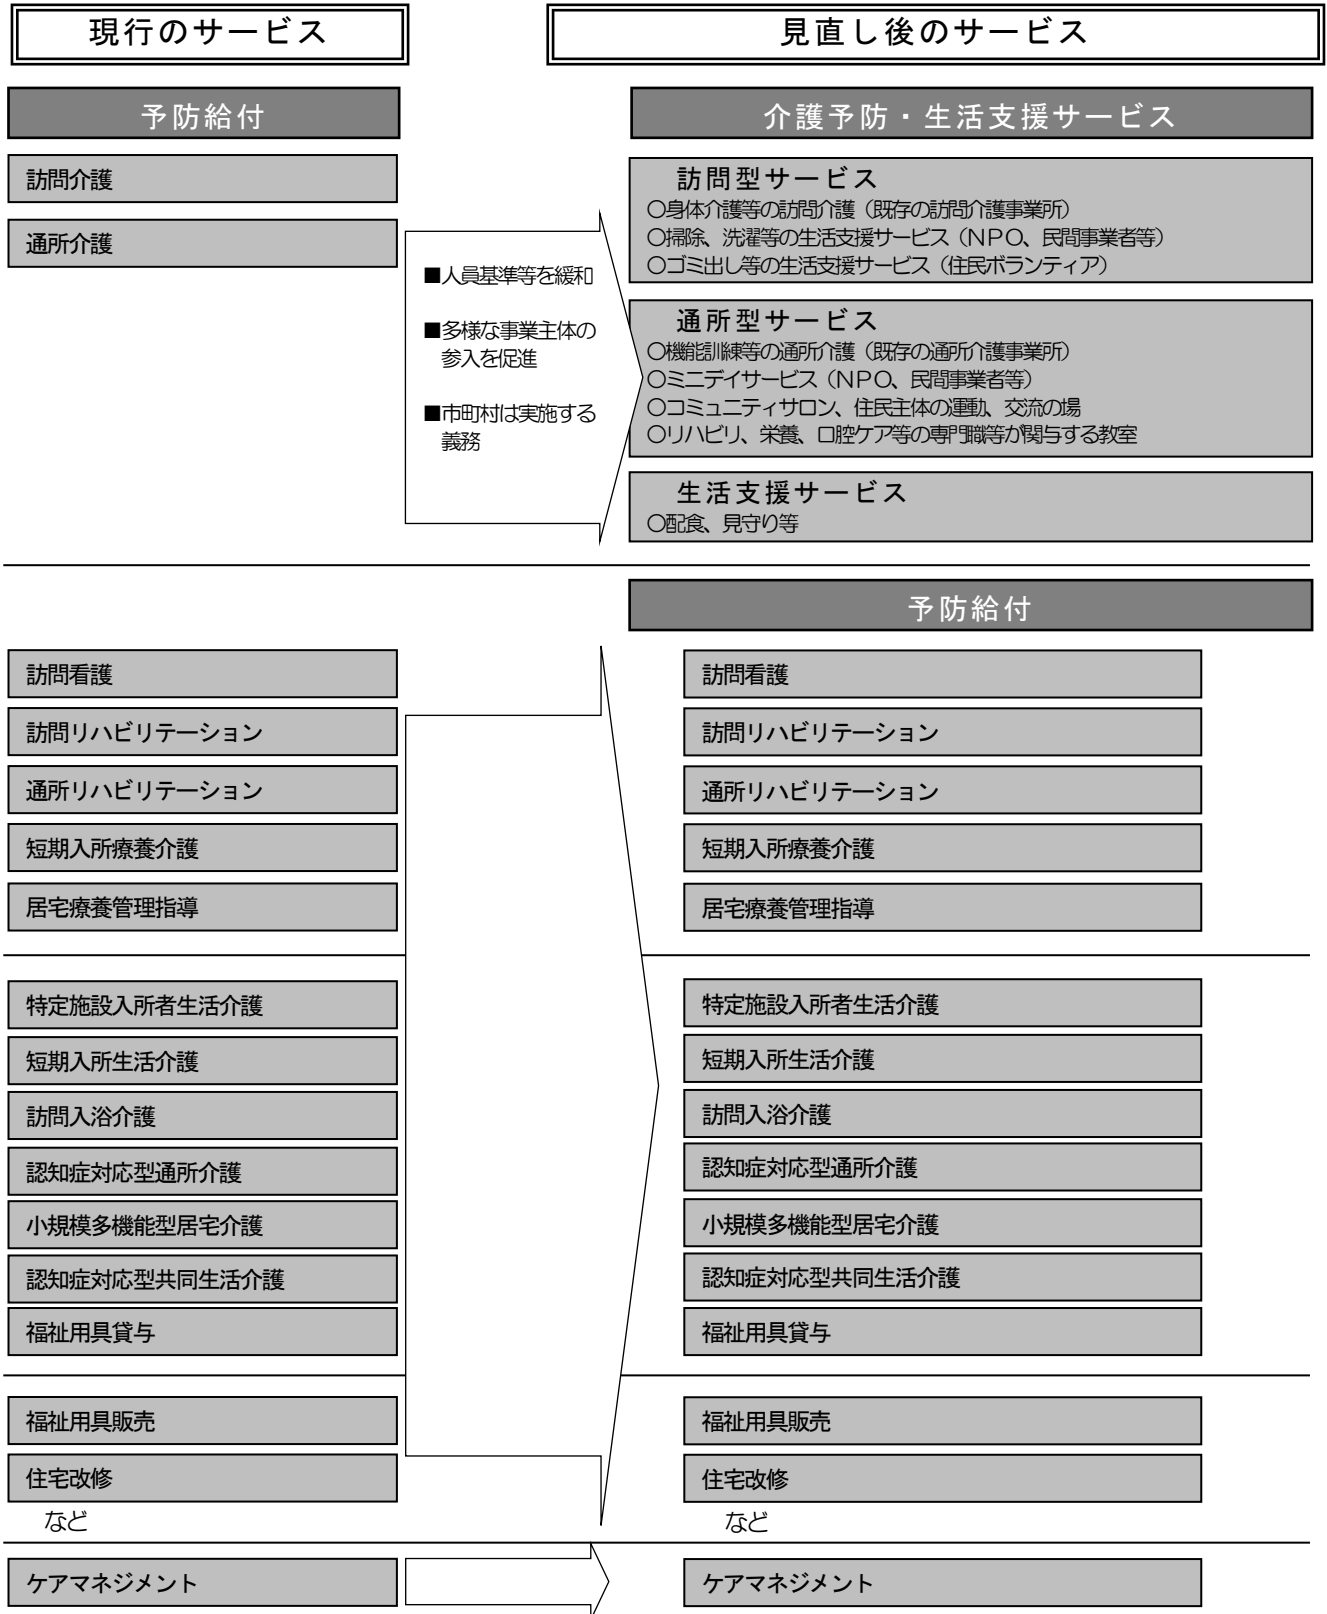 現行のサービス
見直し後のサービス
予防給付
介護予防・生活支援サービス
訪問介護
通所介護
■人員基準等を緩和
■多様な事業主体の
参入を促進
■市町村は実施する
義務
訪問型サービス
○身体介護等の訪問介護（既存の訪問介護事業所）
○掃除、洗濯等の生活支援サービス（NPO、民間事業者等）
○ゴミ出し等の生活支援サービス（住民ボランティア）
通所型サービス
○機能訓練等の通所介護（既存の通所介護事業所）
○ミニデイサービス（NPO、民間事業者等）
○コミュニティサロン、住民主体の運動、交流の場
○リハビリ、栄養、口腔ケア等の専門職等が関与する教室
生活支援サービス
○配食、見守り等
予防給付
訪問看護
訪問リハビリテーション
通所リハビリテーション
短期入所療養介護
居宅療養管理指導
特定施設入所者生活介護
短期入所生活介護
訪問入浴介護
認知症対応型通所介護
小規模多機能型居宅介護
認知症対応型共同生活介護
福祉用具貸与
福祉用具販売
住宅改修
など
訪問看護
訪問リハビリテーション
通所リハビリテーション
短期入所療養介護
居宅療養管理指導
特定施設入所者生活介護
短期入所生活介護
訪問入浴介護
認知症対応型通所介護
小規模多機能型居宅介護
認知症対応型共同生活介護
福祉用具貸与
福祉用具販売
住宅改修
など
ケアマネジメント
ケアマネジメント